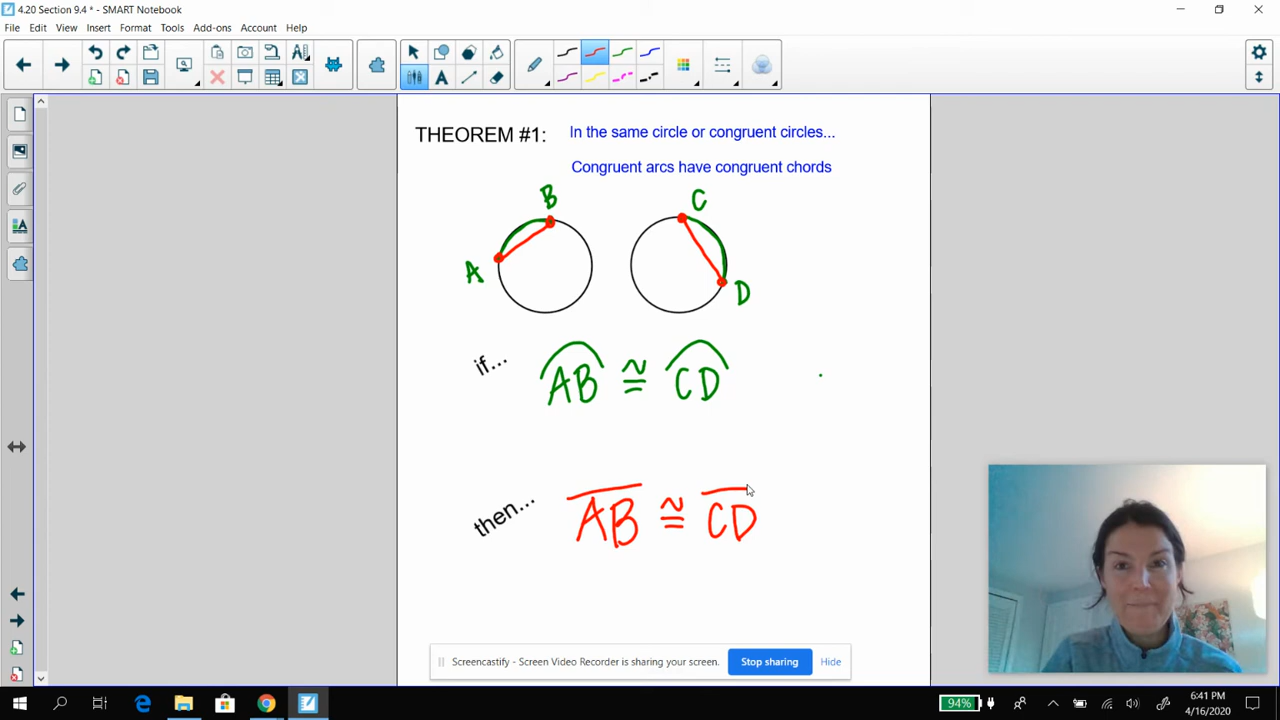 4.20 Section 9.4 * - SMART Notebook
File Edit View Insert Format Tools Add-ons Account Help
THEOREM #1: In the same circle or congruent circles...
Congruent arcs have congruent chords
B
C
A
D
if... AB ≅ CD
then... AB ≅ CD
Screencastify - Screen Video Recorder is sharing your screen. Stop sharing Hide
94%
6:41 PM
4/16/2020